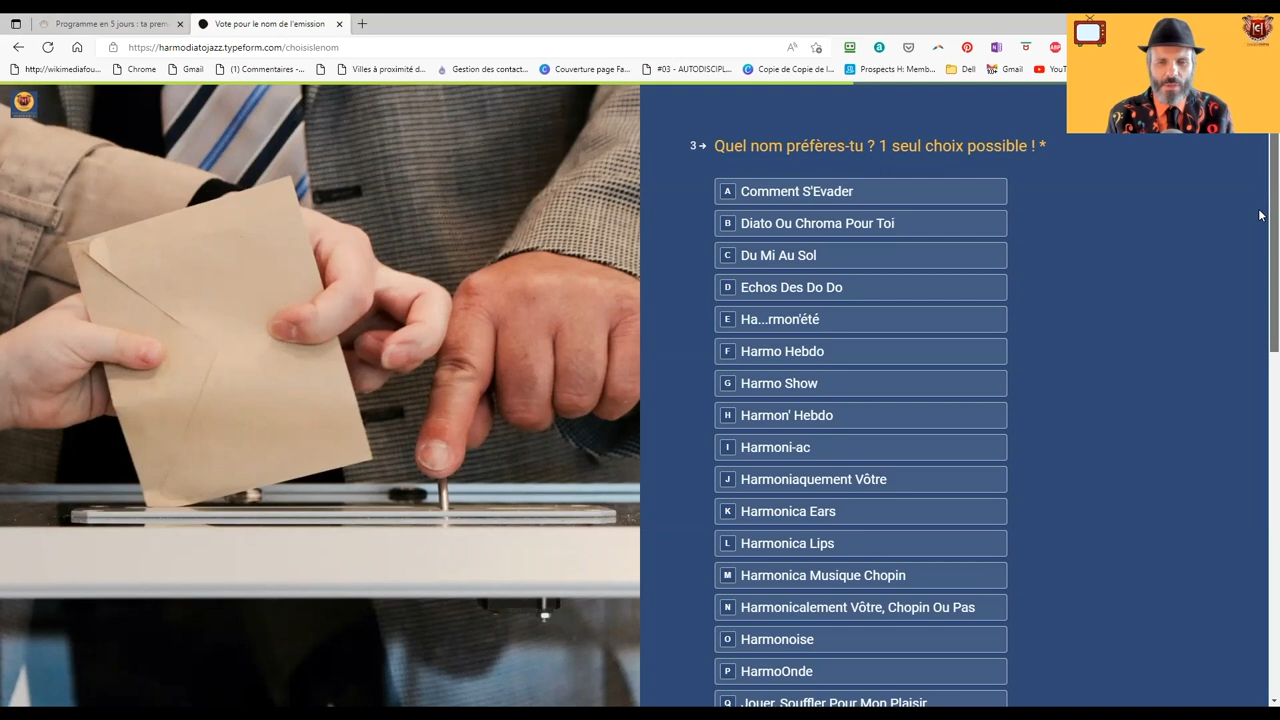 Programme en 5 jours : ta prem
Vote pour le nom de l'emission
https://harmodiatojazz.typeform.com/choisislenom
http://wikimediafou...
Chrome
Gmail
(1) Commentaires -...
Villes à proximité d...
Gestion des contact...
Couverture page Fa...
#03 - AUTODISCIPL...
Copie de Copie de l...
Prospects H: Memb...
Dell
Gmail
YouT
3 → Quel nom préfères-tu ? 1 seul choix possible ! *
A Comment S'Evader
B Diato Ou Chroma Pour Toi
C Du Mi Au Sol
D Echos Des Do Do
E Ha...rmon'été
F Harmo Hebdo
G Harmo Show
H Harmon' Hebdo
I Harmoni-ac
J Harmoniaquement Vôtre
K Harmonica Ears
L Harmonica Lips
M Harmonica Musique Chopin
N Harmonicalement Vôtre, Chopin Ou Pas
O Harmonoise
P HarmoOnde
Q Jouer, Souffler Pour Mon Plaisir